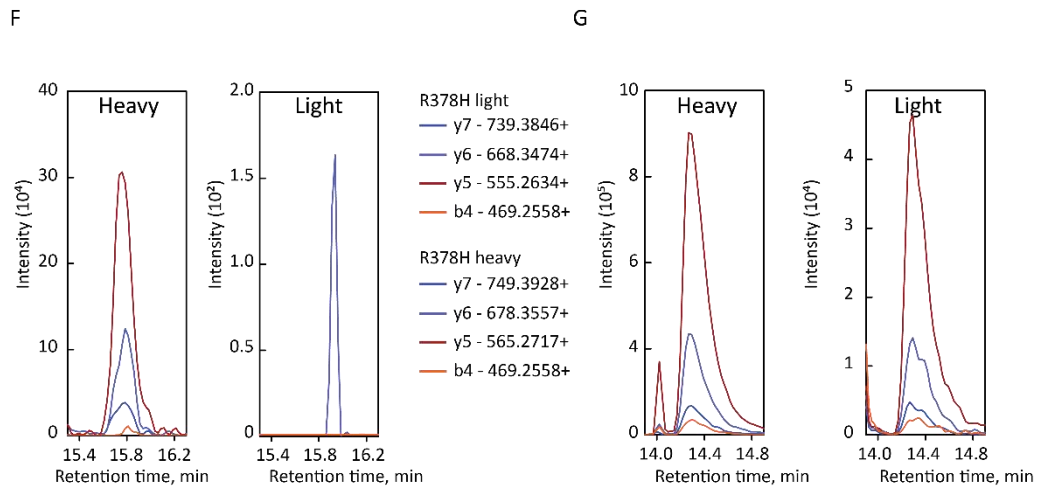 F
Heavy
Intensity (10⁴)
40
30
20
10
0
15.4 15.8 16.2
Retention time, min
Light
Intensity (10²)
2.0
1.5
1.0
0.5
0
15.4 15.8 16.2
Retention time, min
R378H light
y7 - 739.3846+
y6 - 668.3474+
y5 - 555.2634+
b4 - 469.2558+
R378H heavy
y7 - 749.3928+
y6 - 678.3557+
y5 - 565.2717+
b4 - 469.2558+
G
Heavy
Intensity (10⁵)
10
8
6
4
2
0
14.0 14.4 14.8
Retention time, min
Light
Intensity (10⁴)
5
4
3
2
1
0
14.0 14.4 14.8
Retention time, min